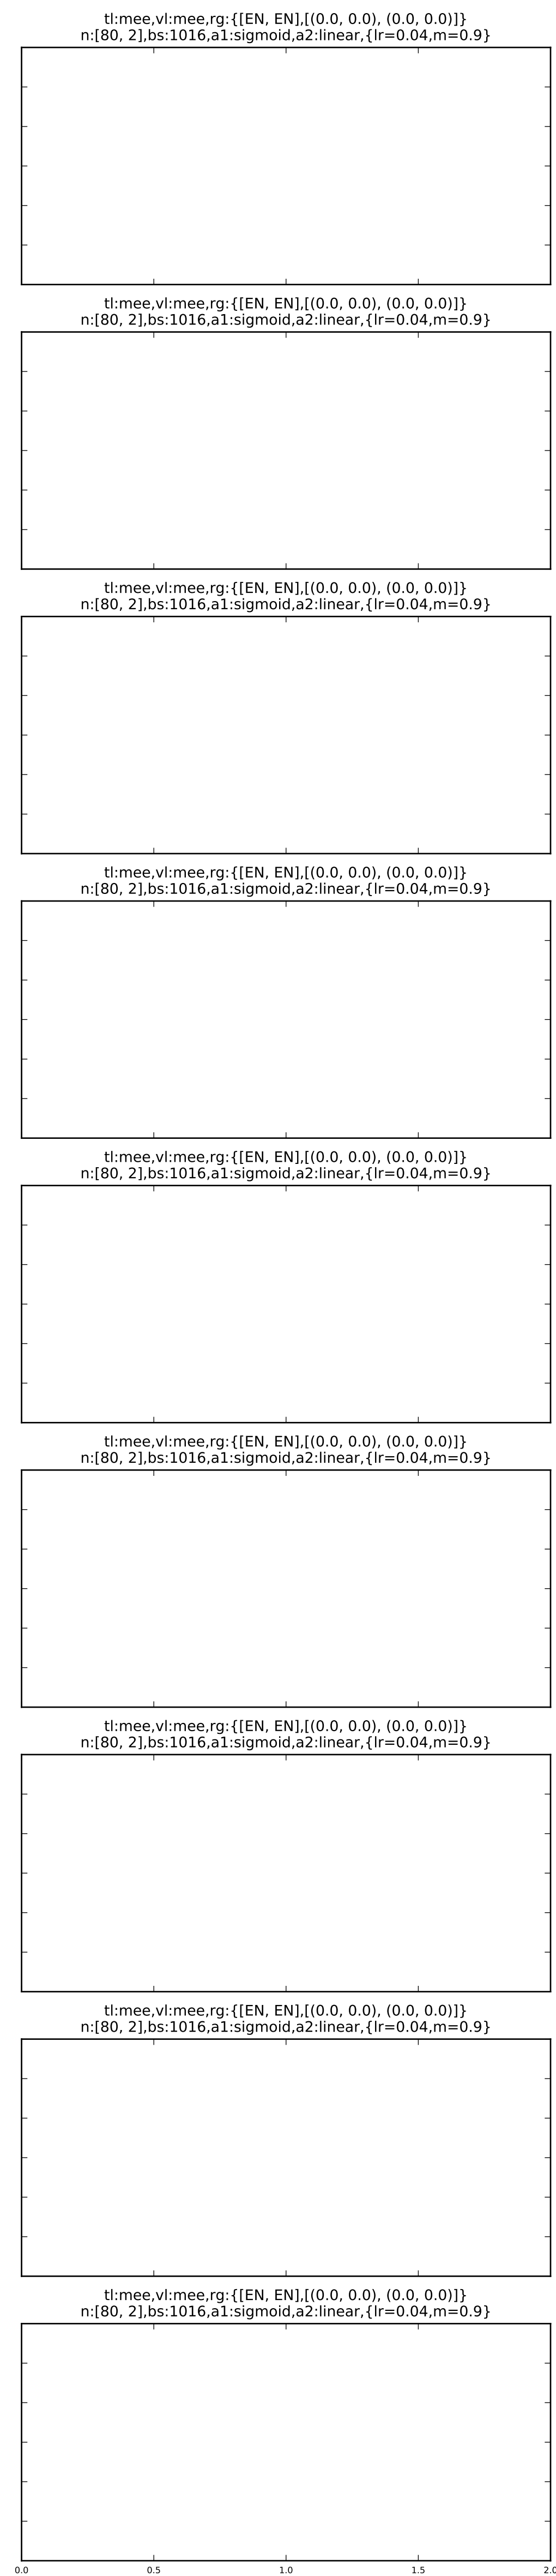 tl:mee,vl:mee,rg:{[EN, EN],[(0.0, 0.0), (0.0, 0.0)]}
n:[80, 2],bs:1016,a1:sigmoid,a2:linear,{lr=0.04,m=0.9}
tl:mee,vl:mee,rg:{[EN, EN],[(0.0, 0.0), (0.0, 0.0)]}
n:[80, 2],bs:1016,a1:sigmoid,a2:linear,{lr=0.04,m=0.9}
tl:mee,vl:mee,rg:{[EN, EN],[(0.0, 0.0), (0.0, 0.0)]}
n:[80, 2],bs:1016,a1:sigmoid,a2:linear,{lr=0.04,m=0.9}
tl:mee,vl:mee,rg:{[EN, EN],[(0.0, 0.0), (0.0, 0.0)]}
n:[80, 2],bs:1016,a1:sigmoid,a2:linear,{lr=0.04,m=0.9}
tl:mee,vl:mee,rg:{[EN, EN],[(0.0, 0.0), (0.0, 0.0)]}
n:[80, 2],bs:1016,a1:sigmoid,a2:linear,{lr=0.04,m=0.9}
tl:mee,vl:mee,rg:{[EN, EN],[(0.0, 0.0), (0.0, 0.0)]}
n:[80, 2],bs:1016,a1:sigmoid,a2:linear,{lr=0.04,m=0.9}
tl:mee,vl:mee,rg:{[EN, EN],[(0.0, 0.0), (0.0, 0.0)]}
n:[80, 2],bs:1016,a1:sigmoid,a2:linear,{lr=0.04,m=0.9}
tl:mee,vl:mee,rg:{[EN, EN],[(0.0, 0.0), (0.0, 0.0)]}
n:[80, 2],bs:1016,a1:sigmoid,a2:linear,{lr=0.04,m=0.9}
tl:mee,vl:mee,rg:{[EN, EN],[(0.0, 0.0), (0.0, 0.0)]}
n:[80, 2],bs:1016,a1:sigmoid,a2:linear,{lr=0.04,m=0.9}
0.0 0.5 1.0 1.5 2.0